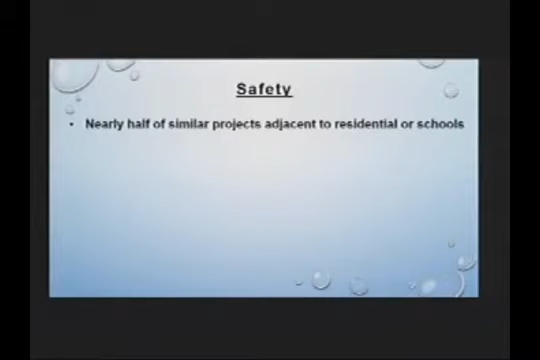 Safety
• Nearly half of similar projects adjacent to residential or schools